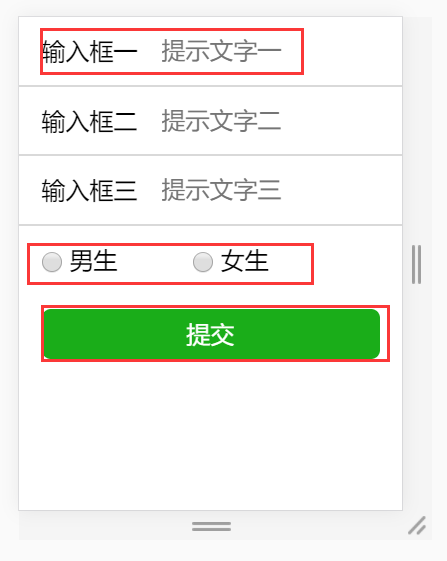 输入框一 提示文字一
输入框二 提示文字二
输入框三 提示文字三
男生 女生
提交